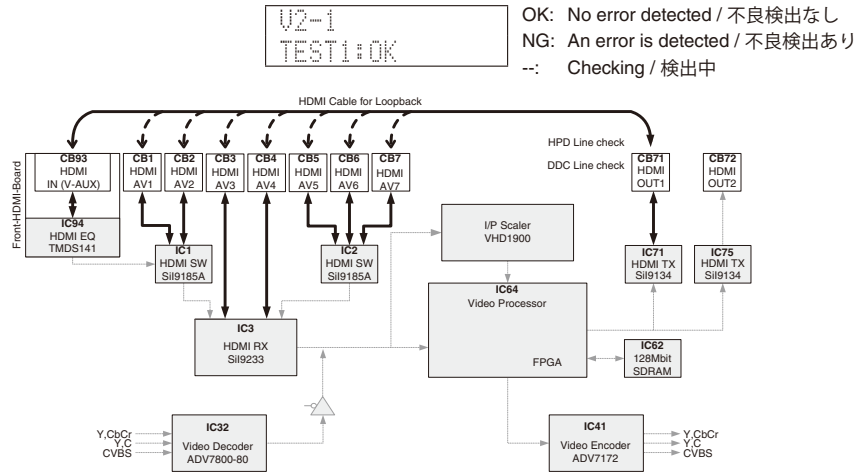 V2-1
TEST1:OK
OK: No error detected / 不良検出なし
NG: An error is detected / 不良検出あり
--: Checking / 検出中
HDMI Cable for Loopback
HPD Line check
DDC Line check
Front-HDMI-Board
CB93
HDMI
IN (V-AUX)
CB1
HDMI
AV1
CB2
HDMI
AV2
CB3
HDMI
AV3
CB4
HDMI
AV4
CB5
HDMI
AV5
CB6
HDMI
AV6
CB7
HDMI
AV7
CB71
HDMI
OUT1
CB72
HDMI
OUT2
IC94
HDMI EQ
TMDS141
IC1
HDMI SW
SiI9185A
IC2
HDMI SW
SiI9185A
I/P Scaler
VHD1900
IC71
HDMI TX
SiI9134
IC75
HDMI TX
SiI9134
IC64
Video Processor
FPGA
IC3
HDMI RX
SiI9233
IC62
128Mbit
SDRAM
Y,CbCr
Y,C
CVBS
IC32
Video Decoder
ADV7800-80
IC41
Video Encoder
ADV7172
Y,CbCr
Y,C
CVBS